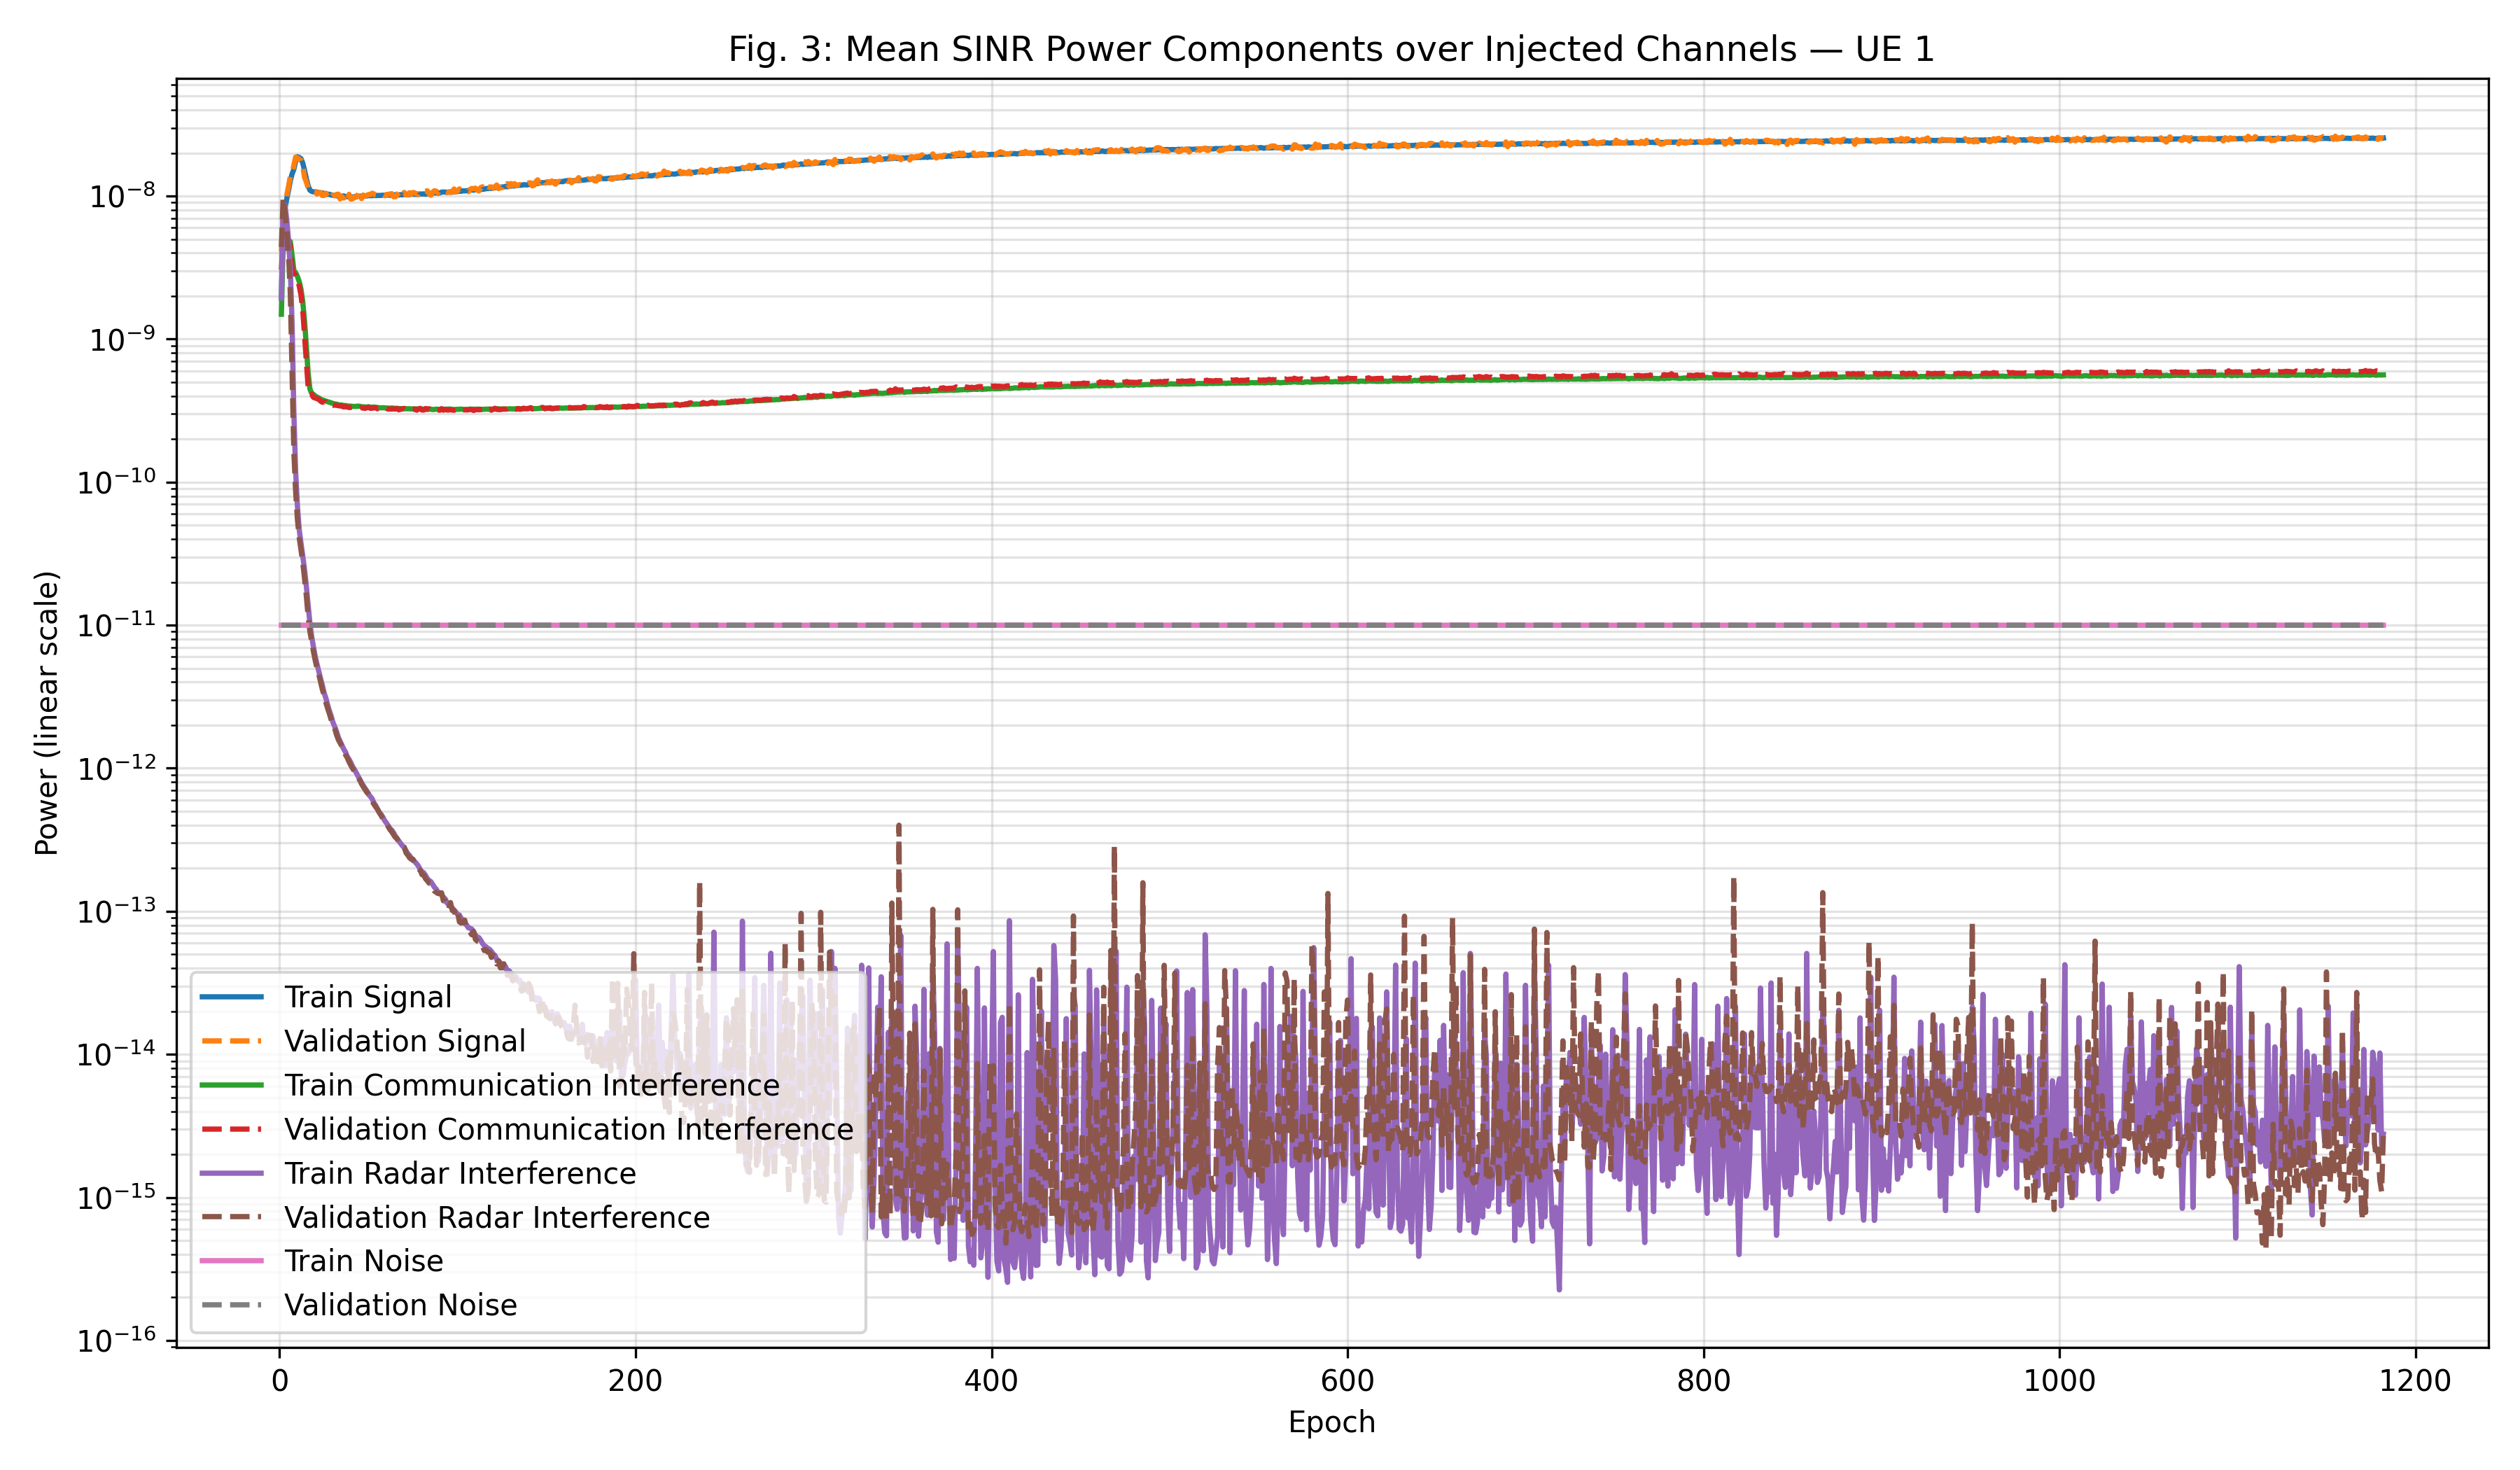 Fig. 3: Mean SINR Power Components over Injected Channels — UE 1
Power (linear scale)
10⁻⁸
10⁻⁹
10⁻¹⁰
10⁻¹¹
10⁻¹²
10⁻¹³
10⁻¹⁴
10⁻¹⁵
10⁻¹⁶
Train Signal
Validation Signal
Train Communication Interference
Validation Communication Interference
Train Radar Interference
Validation Radar Interference
Train Noise
Validation Noise
0 200 400 600 800 1000 1200
Epoch